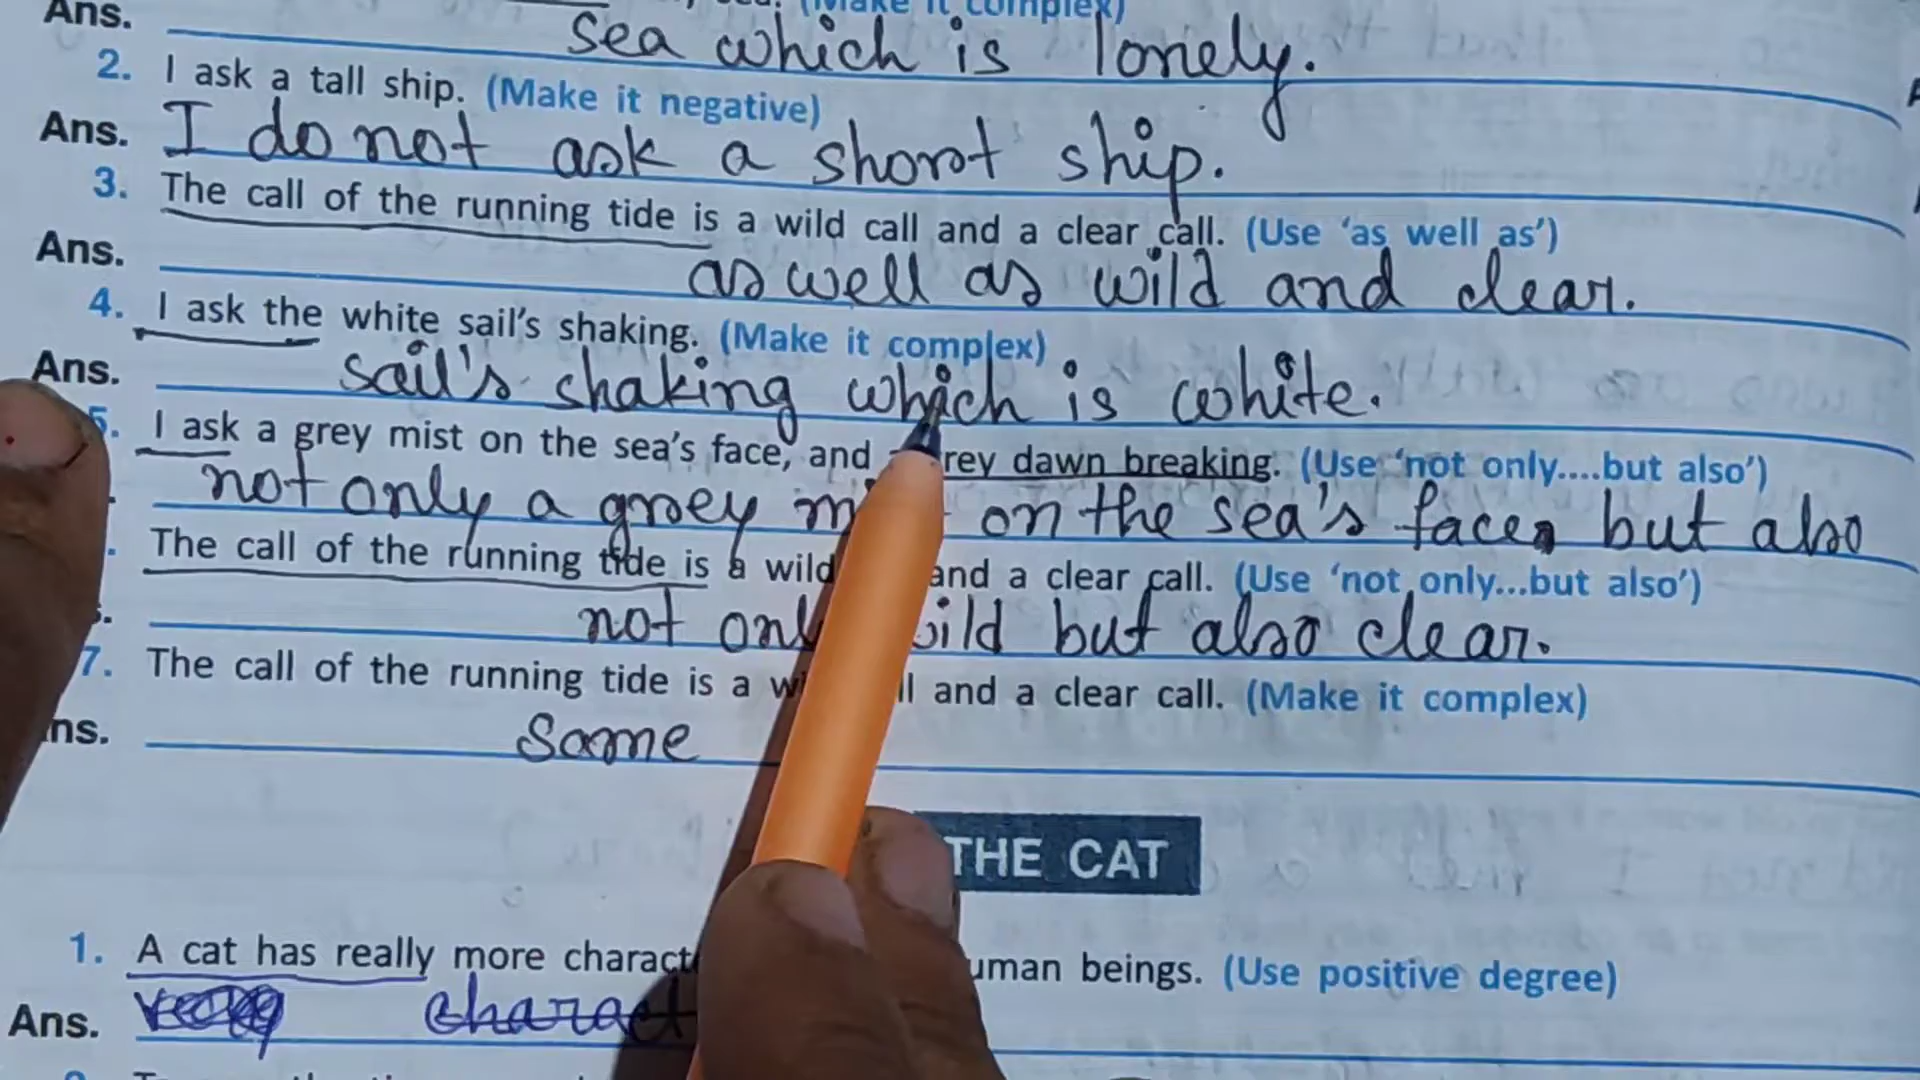 Ans. (Make it complex)
sea which is lonely.
2. I ask a tall ship. (Make it negative)
Ans. I do not ask a short ship.
3. The call of the running tide is a wild call and a clear call. (Use 'as well as')
Ans. as well as wild and clear.
4. I ask the white sail's shaking. (Make it complex)
Ans. sail's shaking which is white.
5. I ask a grey mist on the sea's face, and rey dawn breaking. (Use 'not only....but also')
not only a grey on the sea's face, but also
The call of the running tide is a wild and a clear call. (Use 'not only...but also')
s. not only wild but also clear.
7. The call of the running tide is a and a clear call. (Make it complex)
ns. Same
THE CAT
1. A cat has really more charact uman beings. (Use positive degree)
Ans. charact